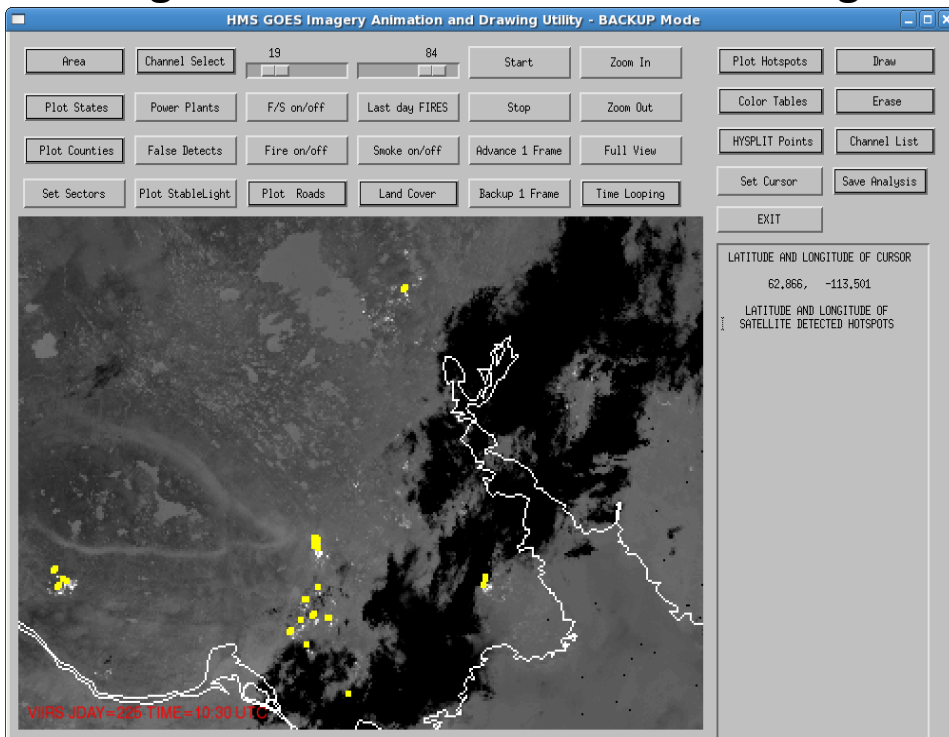 HMS GOES Imagery Animation and Drawing Utility - BACKUP Mode
19 84
Area Channel Select Start Zoom In Plot Hotspots Draw
Plot States Power Plants F/S on/off Last day FIRES Stop Zoom Out Color Tables Erase
Plot Counties False Detects Fire on/off Smoke on/off Advance 1 Frame Full View HYSPLIT Points Channel List
Set Sectors Plot StableLight Plot Roads Land Cover Backup 1 Frame Time Looping Set Cursor Save Analysis
EXIT
LATITUDE AND LONGITUDE OF CURSOR
62.866, -113.501
LATITUDE AND LONGITUDE OF
SATELLITE DETECTED HOTSPOTS
VIIRS JDAY=225 TIME=10:30 UTC